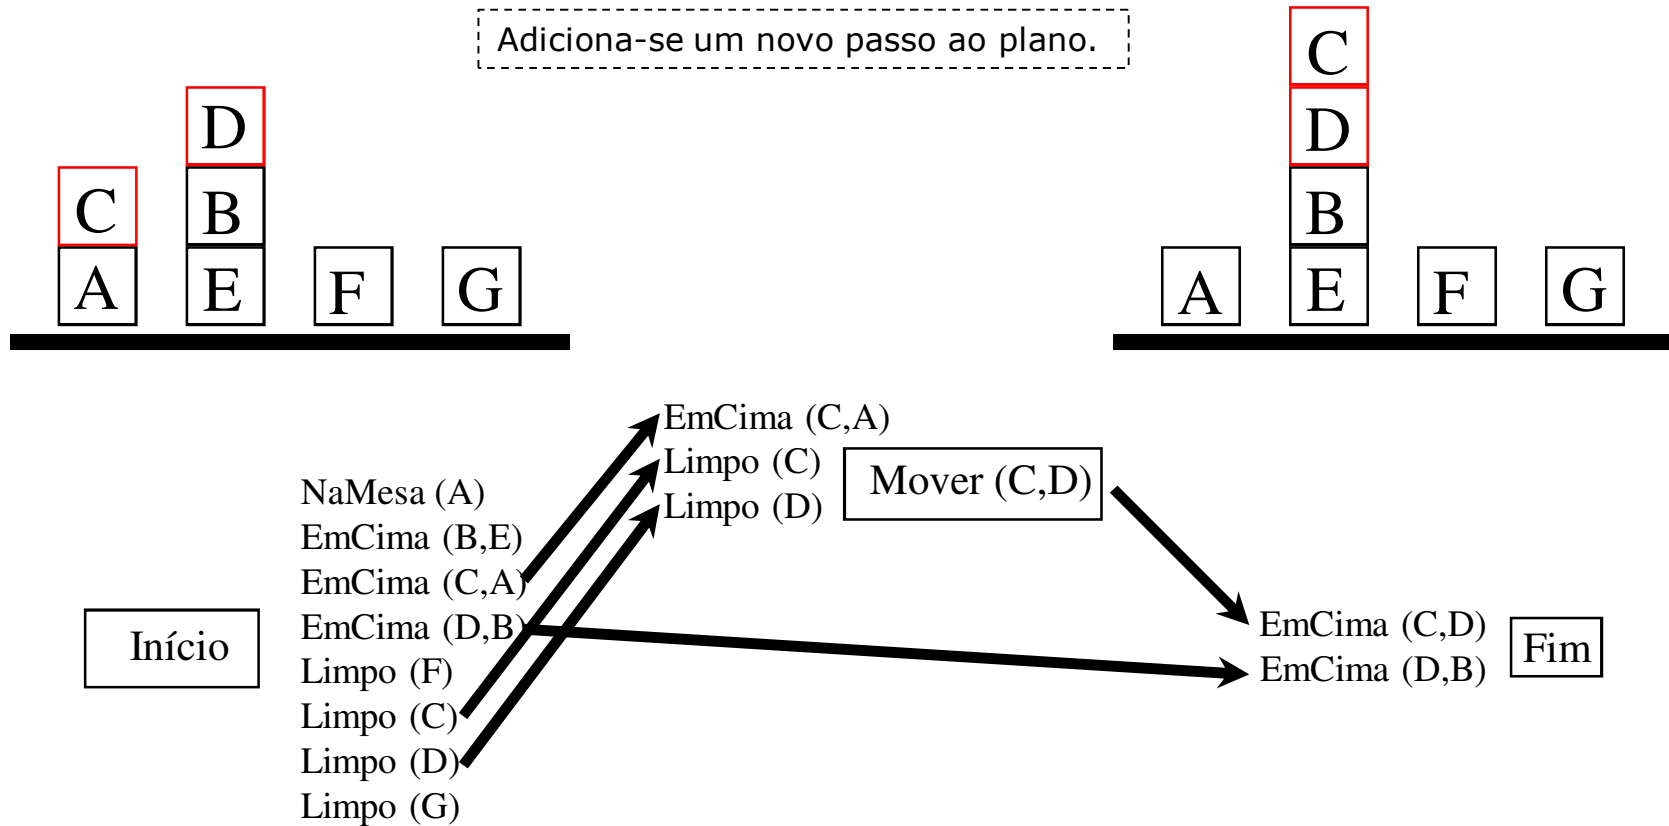 Adiciona-se um novo passo ao plano.
D
C B
A E F G
C
D
B
A E F G
EmCima (C,A)
Limpo (C)
Limpo (D)
Mover (C,D)
Início
NaMesa (A)
EmCima (B,E)
EmCima (C,A)
EmCima (D,B)
Limpo (F)
Limpo (C)
Limpo (D)
Limpo (G)
EmCima (C,D)
EmCima (D,B)
Fim